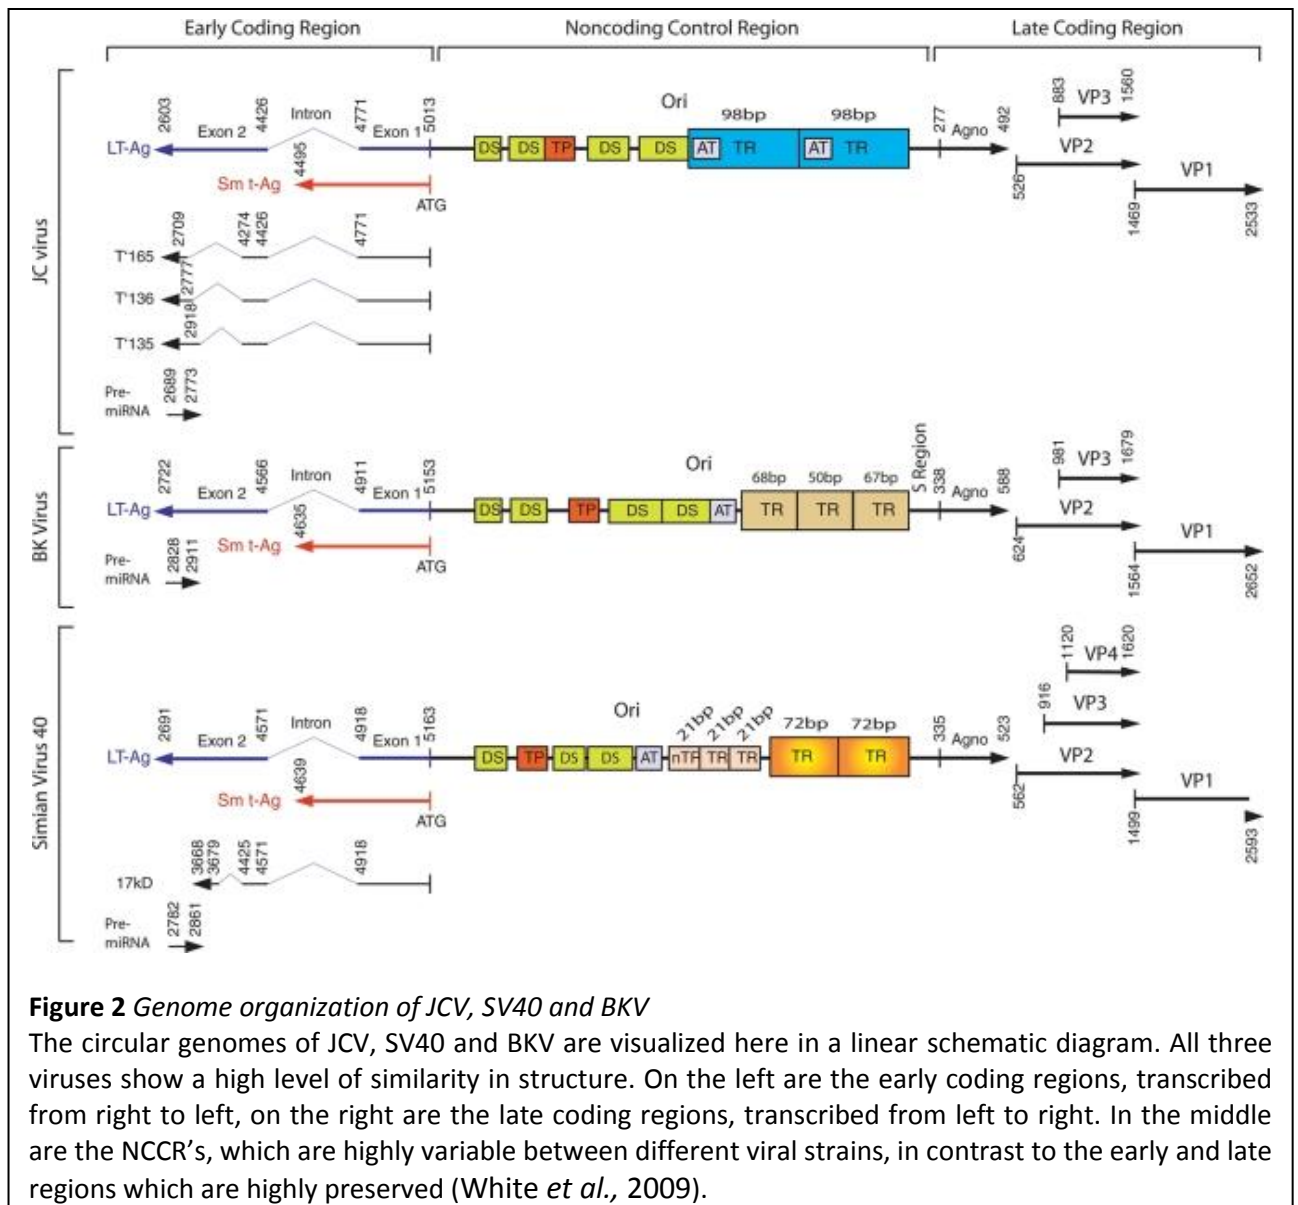 Early Coding Region Noncoding Control Region Late Coding Region
JC virus
2603 4426 Intron 4771 5013 Ori 98bp 98bp 277 492 883 1560
LT-Ag Exon 2 Exon 1 DS DS TP DS DS AT TR AT TR Agno VP3
4495 VP2
Sm t-Ag ATG 526 VP1
1469 2533
2709 4274 4426 4771
T'165
2777
T'136
2918
T'135
2689 2773
Pre-
miRNA
BK Virus
2722 4566 Intron 4911 5153 Ori 68bp 50bp 67bp S Region 338 588 981 1679
LT-Ag Exon 2 Exon 1 DS DS TP DS DS AT TR TR TR Agno VP3
4635 VP2
Sm t-Ag ATG 624 VP1
1564 2652
2828 2911
Pre-
miRNA
Simian Virus 40
1120 1620
VP4
916 VP3
2691 4571 Intron 4918 5163 Ori 21bp 21bp 21bp 72bp 72bp 335 523
LT-Ag Exon 2 Exon 1 DS TP DS DS AT nTR TR TR TR TR Agno VP2
4639
Sm t-Ag ATG 562 VP1
1499 2593
3668 3679 4425 4571 4918
17kD
2782 2861
Pre-
miRNA
Figure 2 Genome organization of JCV, SV40 and BKV
The circular genomes of JCV, SV40 and BKV are visualized here in a linear schematic diagram. All three
viruses show a high level of similarity in structure. On the left are the early coding regions, transcribed
from right to left, on the right are the late coding regions, transcribed from left to right. In the middle
are the NCCR's, which are highly variable between different viral strains, in contrast to the early and late
regions which are highly preserved (White et al., 2009).